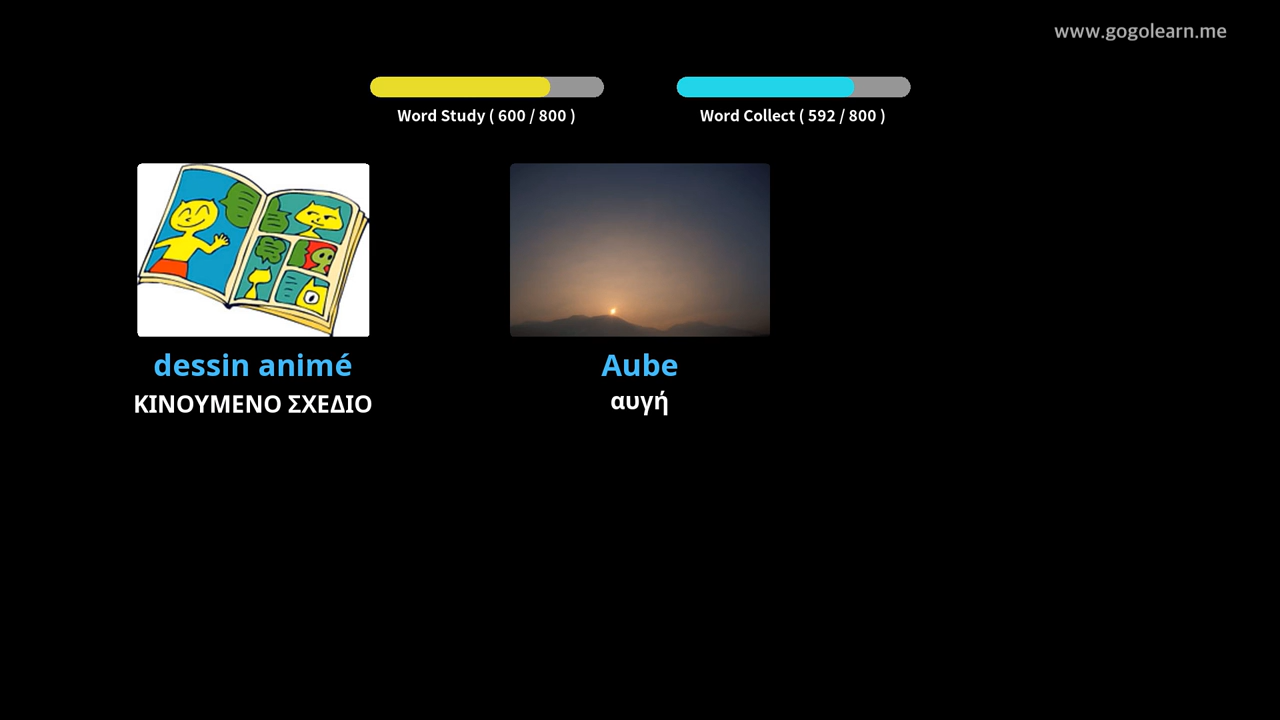 www.gogolearn.me
Word Study ( 600 / 800 )
Word Collect ( 592 / 800 )
dessin animé
ΚΙΝΟΥΜΕΝΟ ΣΧΕΔΙΟ
Aube
αυγή